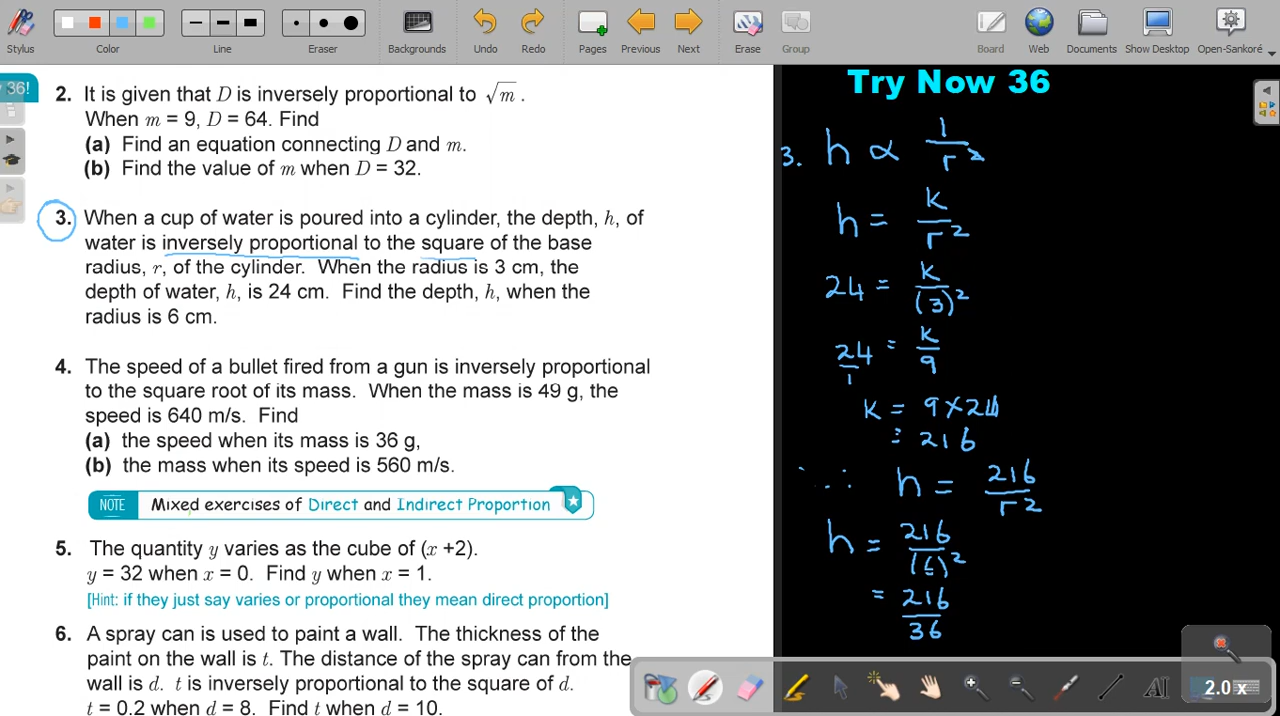 Stylus
Color
Line
Eraser
Backgrounds
Undo
Redo
Pages
Previous
Next
Erase
Group
Board
Web
Documents
Show Desktop
Open-Sankoré
36!
2. It is given that D is inversely proportional to √m .
When m = 9, D = 64. Find
(a) Find an equation connecting D and m.
(b) Find the value of m when D = 32.
3. When a cup of water is poured into a cylinder, the depth, h, of
water is inversely proportional to the square of the base
radius, r, of the cylinder. When the radius is 3 cm, the
depth of water, h, is 24 cm. Find the depth, h, when the
radius is 6 cm.
4. The speed of a bullet fired from a gun is inversely proportional
to the square root of its mass. When the mass is 49 g, the
speed is 640 m/s. Find
(a) the speed when its mass is 36 g,
(b) the mass when its speed is 560 m/s.
NOTE Mixed exercises of Direct and Indirect Proportion
5. The quantity y varies as the cube of (x +2).
y = 32 when x = 0. Find y when x = 1.
[Hint: if they just say varies or proportional they mean direct proportion]
6. A spray can is used to paint a wall. The thickness of the
paint on the wall is t. The distance of the spray can from the
wall is d. t is inversely proportional to the square of d.
t = 0.2 when d = 8. Find t when d = 10.
Try Now 36
3. h ∝ 1/r²
h = k/r²
24 = k/(3)²
24/1 = k/9
k = 9 × 24
= 216
∴ h = 216/r²
h = 216/(6)²
= 216/36
2.0 x